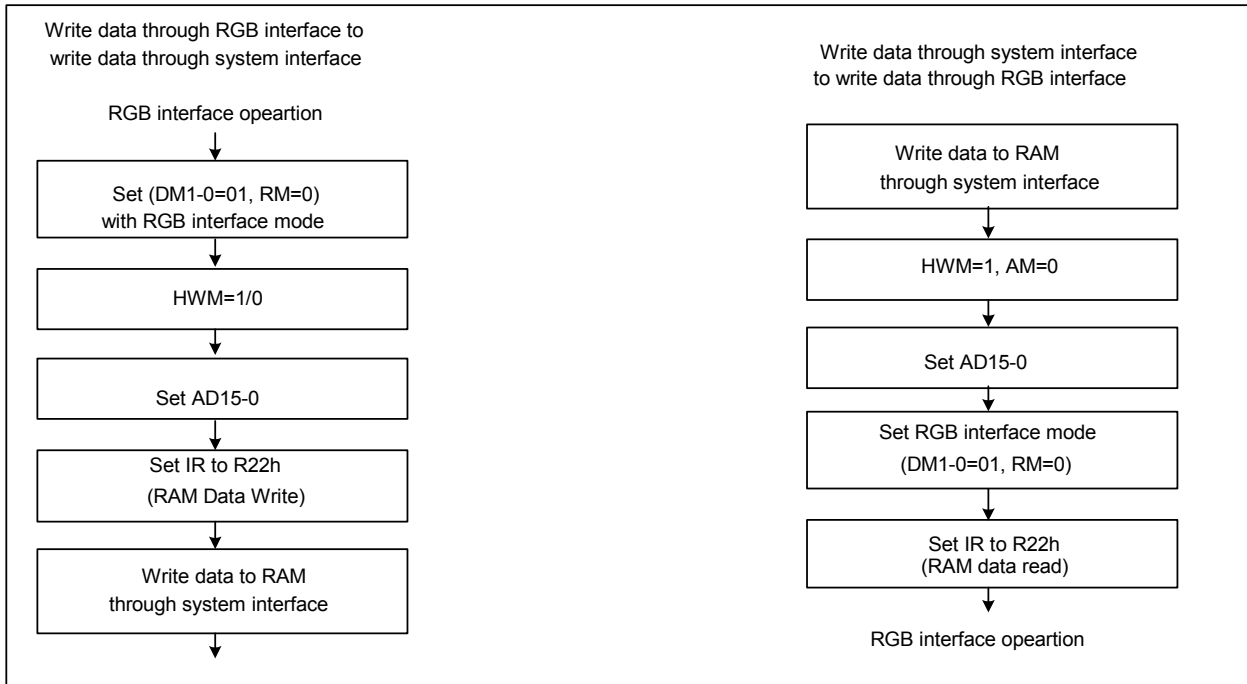 Write data through RGB interface to
write data through system interface
RGB interface opeartion
Set (DM1-0=01, RM=0)
with RGB interface mode
HWM=1/0
Set AD15-0
Set IR to R22h
(RAM Data Write)
Write data to RAM
through system interface
Write data through system interface
to write data through RGB interface
Write data to RAM
through system interface
HWM=1, AM=0
Set AD15-0
Set RGB interface mode
(DM1-0=01, RM=0)
Set IR to R22h
(RAM data read)
RGB interface opeartion